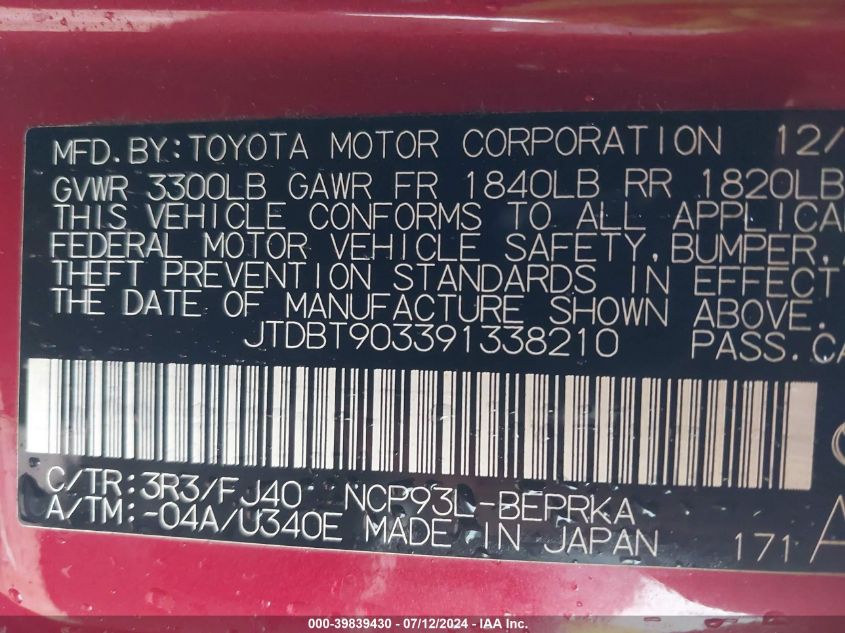 MFD.BY:TOYOTA MOTOR CORPORATION 12/
GVWR 3300LB GAWR FR 1840LB RR 1820LB
THIS VEHICLE CONFORMS TO ALL APPLICA
FEDERAL MOTOR VEHICLE SAFETY,BUMPER,
THEFT PREVENTION STANDARDS IN EFFECT
THE DATE OF MANUFACTURE SHOWN ABOVE.
JTDBT903391338210 PASS.CA
C/TR:3R3/FJ40 NCP93L-BEPRKA
A/TM:-04A/U340E MADE IN JAPAN 171
000-39839430 - 07/12/2024 - IAA Inc.